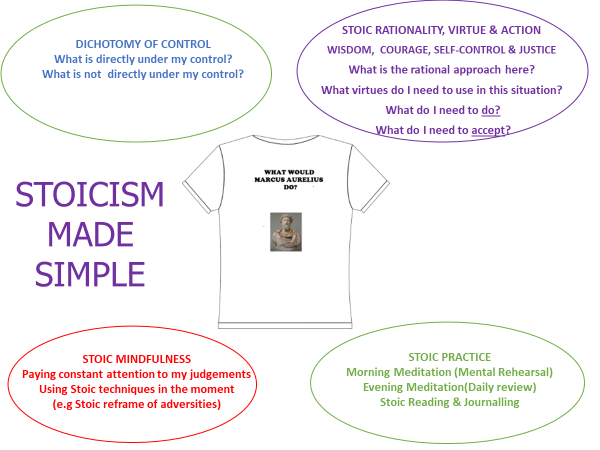 DICHOTOMY OF CONTROL
What is directly under my control?
What is not directly under my control?
STOIC RATIONALITY, VIRTUE & ACTION
WISDOM, COURAGE, SELF-CONTROL & JUSTICE
What is the rational approach here?
What virtues do I need to use in this situation?
What do I need to do?
What do I need to accept?
WHAT WOULD
MARCUS AURELIUS
DO?
STOICISM
MADE
SIMPLE
STOIC MINDFULNESS
Paying constant attention to my judgements
Using Stoic techniques in the moment
(e.g Stoic reframe of adversities)
STOIC PRACTICE
Morning Meditation (Mental Rehearsal)
Evening Meditation(Daily review)
Stoic Reading & Journalling